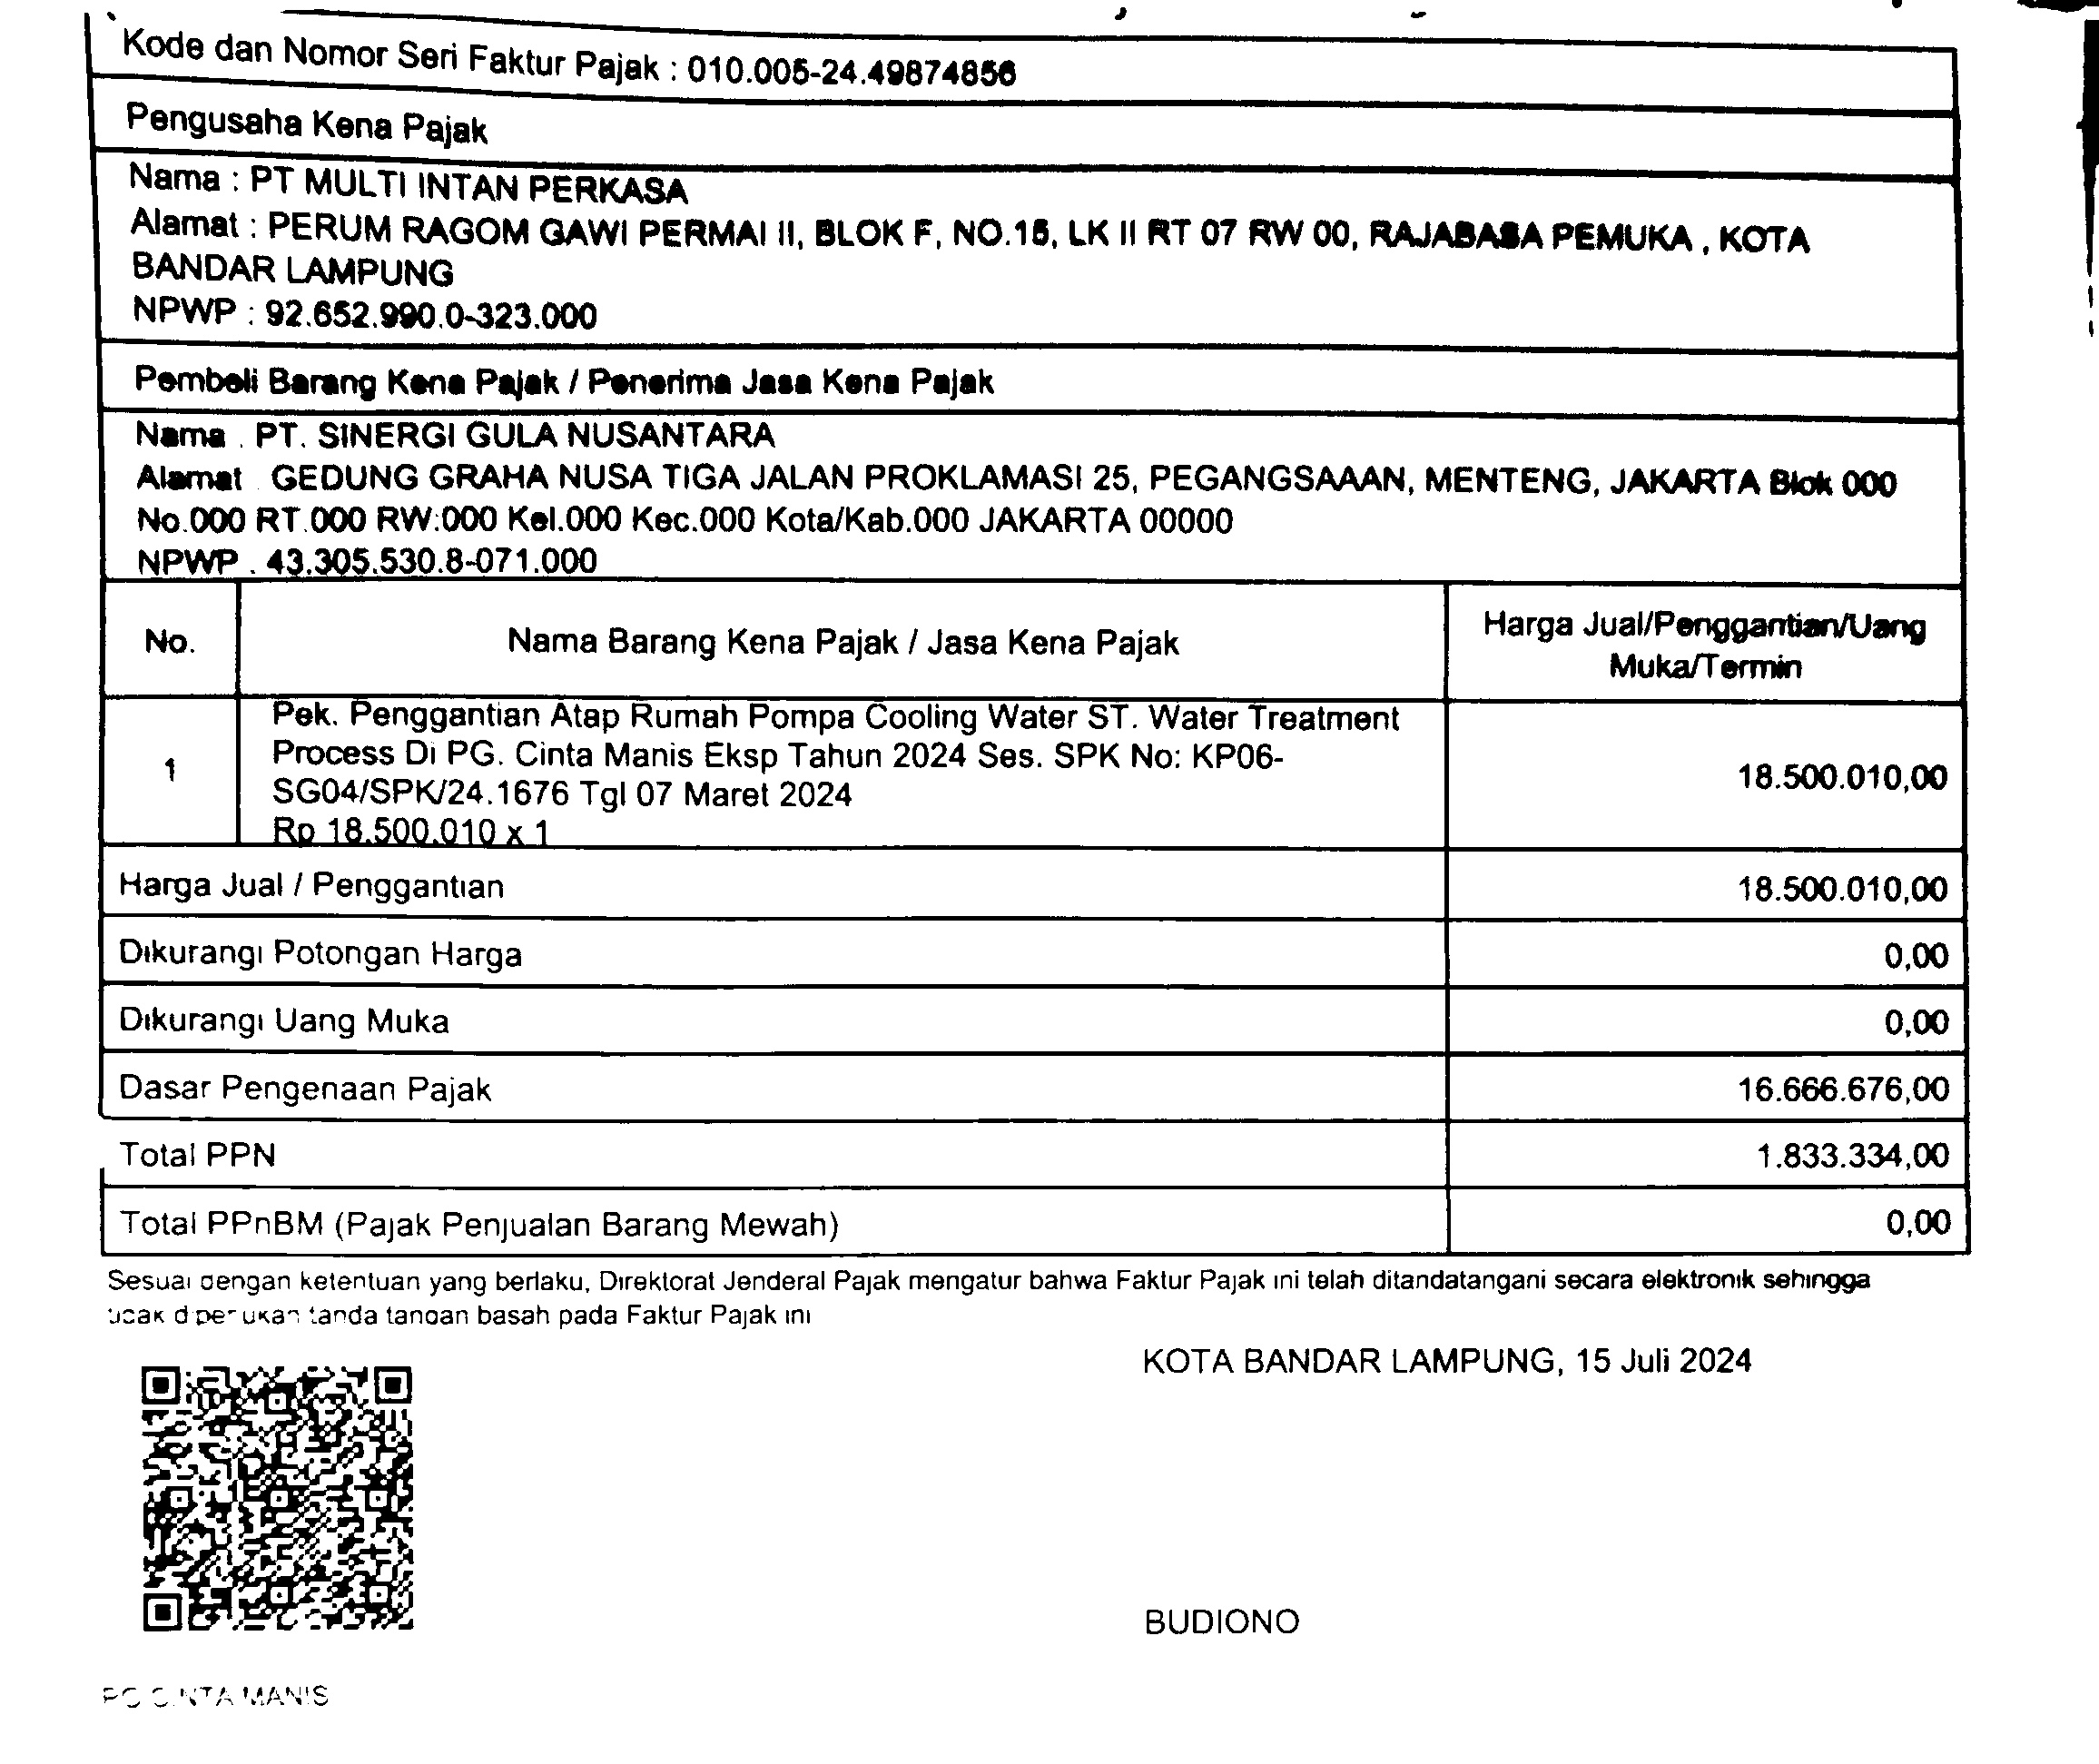 Kode dan Nomor Seri Faktur Pajak : 010.005-24.49874856
Pengusaha Kena Pajak
Nama : PT MULTI INTAN PERKASA
Alamat : PERUM RAGOM GAWI PERMAI II, BLOK F, NO.15, LK II RT 07 RW 00, RAJABASA PEMUKA , KOTA
BANDAR LAMPUNG
NPWP : 92.652.990.0-323.000
Pembeli Barang Kena Pajak / Penerima Jasa Kena Pajak
Nama . PT. SINERGI GULA NUSANTARA
Alamat GEDUNG GRAHA NUSA TIGA JALAN PROKLAMASI 25, PEGANGSAAAN, MENTENG, JAKARTA Blok 000
No.000 RT.000 RW:000 Kel.000 Kec.000 Kota/Kab.000 JAKARTA 00000
NPWP . 43.305.530.8-071.000
No. Nama Barang Kena Pajak / Jasa Kena Pajak Harga Jual/Penggantian/Uang
Muka/Termin
Pek. Penggantian Atap Rumah Pompa Cooling Water ST. Water Treatment
Process Di PG. Cinta Manis Eksp Tahun 2024 Ses. SPK No: KP06-
1 18.500.010,00
SG04/SPK/24.1676 Tgl 07 Maret 2024
Rp 18.500.010 x 1
Harga Jual / Penggantian 18.500.010,00
Dikurangi Potongan Harga 0,00
Dikurangi Uang Muka 0,00
Dasar Pengenaan Pajak 16.666.676,00
Total PPN 1.833.334,00
Total PPnBM (Pajak Penjualan Barang Mewah) 0,00
Sesuai dengan ketentuan yang berlaku, Direktorat Jenderal Pajak mengatur bahwa Faktur Pajak ini telah ditandatangani secara elektronik sehingga
tidak diperlukan tanda tangan basah pada Faktur Pajak ini
KOTA BANDAR LAMPUNG, 15 Juli 2024
BUDIONO
PG CINTA MANIS